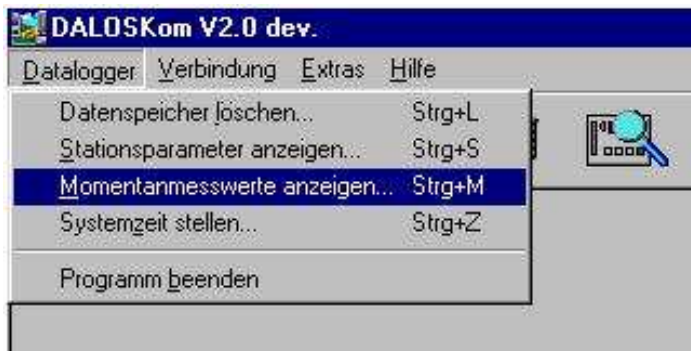 DALOSKom V2.0 dev.
Datalogger Verbindung Extras Hilfe
Datenspeicher löschen... Strg+L
Stationsparameter anzeigen... Strg+S
Momentanmesswerte anzeigen... Strg+M
Systemzeit stellen... Strg+Z
Programm beenden